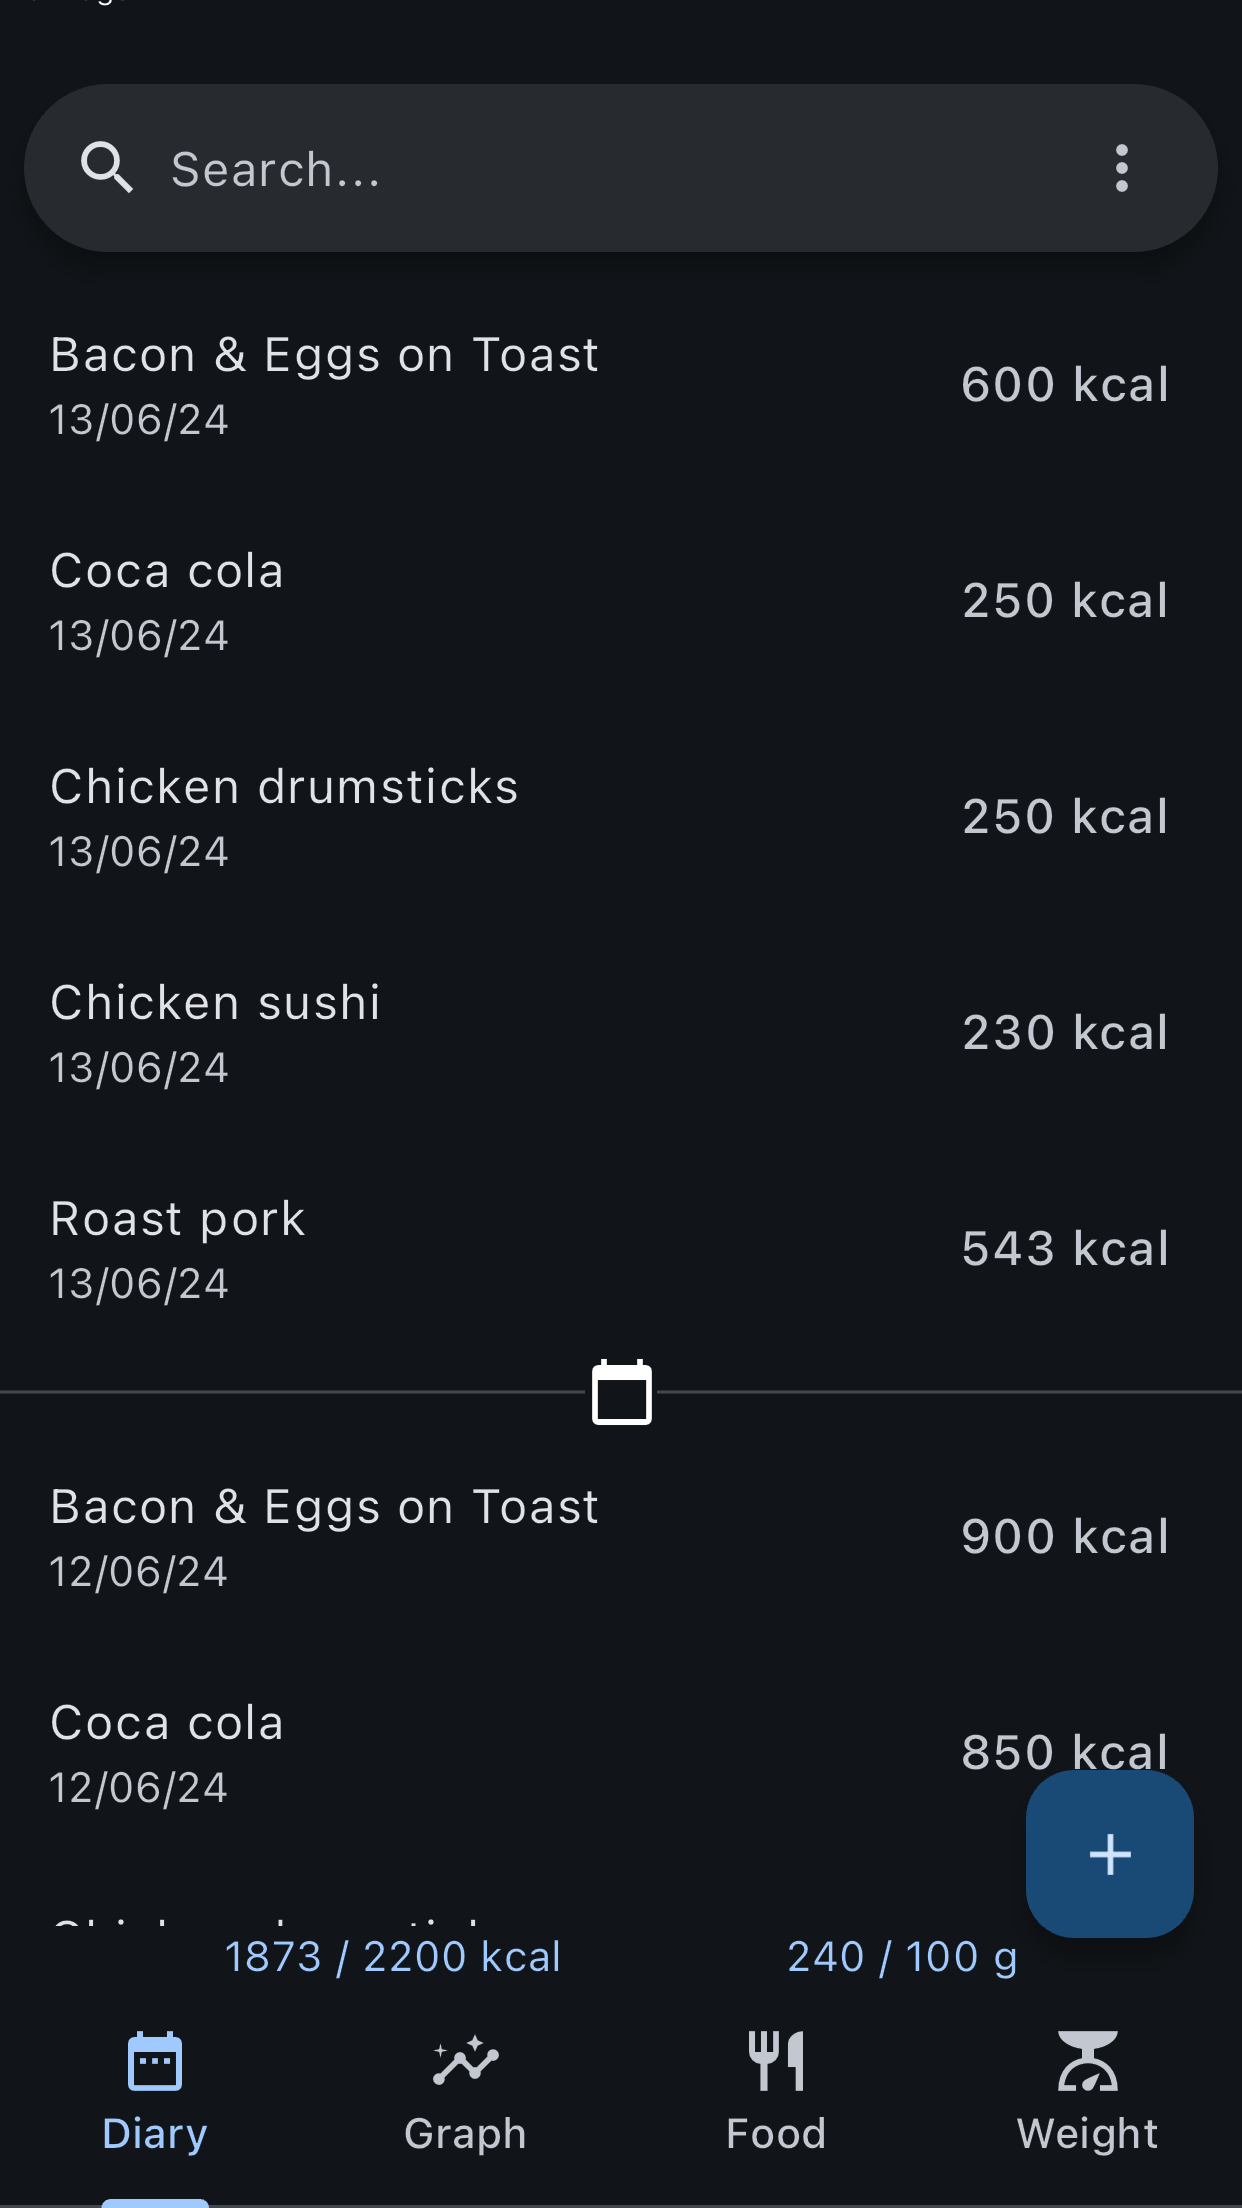 Search...
Bacon & Eggs on Toast
600 kcal
13/06/24
Coca cola
250 kcal
13/06/24
Chicken drumsticks
250 kcal
13/06/24
Chicken sushi
230 kcal
13/06/24
Roast pork
543 kcal
13/06/24
Bacon & Eggs on Toast
900 kcal
12/06/24
Coca cola
850 kcal
12/06/24
1873 / 2200 kcal
240 / 100 g
Diary
Graph
Food
Weight